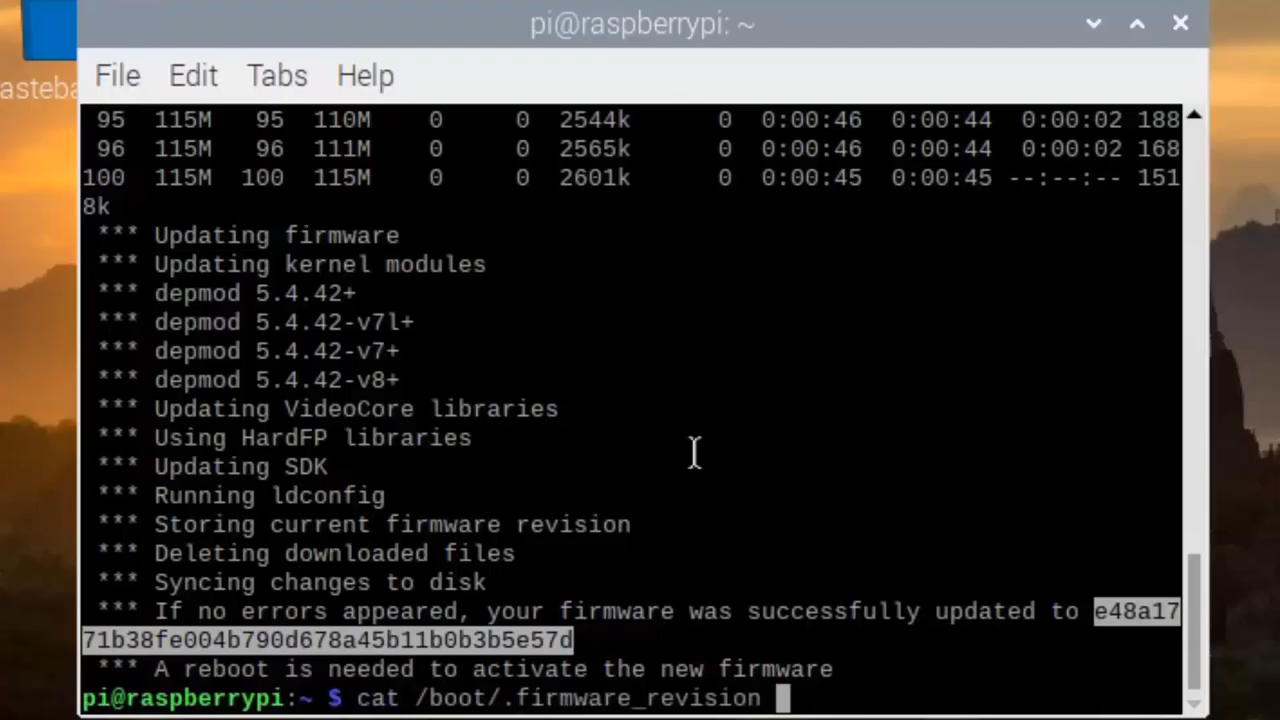 pi@raspberrypi: ~
File Edit Tabs Help
asteba
95 115M 95 110M 0 0 2544k 0 0:00:46 0:00:44 0:00:02 188
96 115M 96 111M 0 0 2565k 0 0:00:46 0:00:44 0:00:02 168
100 115M 100 115M 0 0 2601k 0 0:00:45 0:00:45 --:--:-- 151
8k
*** Updating firmware
*** Updating kernel modules
*** depmod 5.4.42+
*** depmod 5.4.42-v7l+
*** depmod 5.4.42-v7+
*** depmod 5.4.42-v8+
*** Updating VideoCore libraries
*** Using HardFP libraries
*** Updating SDK
*** Running ldconfig
*** Storing current firmware revision
*** Deleting downloaded files
*** Syncing changes to disk
*** If no errors appeared, your firmware was successfully updated to e48a17
71b38fe004b790d678a45b11b0b3b5e57d
*** A reboot is needed to activate the new firmware
pi@raspberrypi:~ $ cat /boot/.firmware_revision